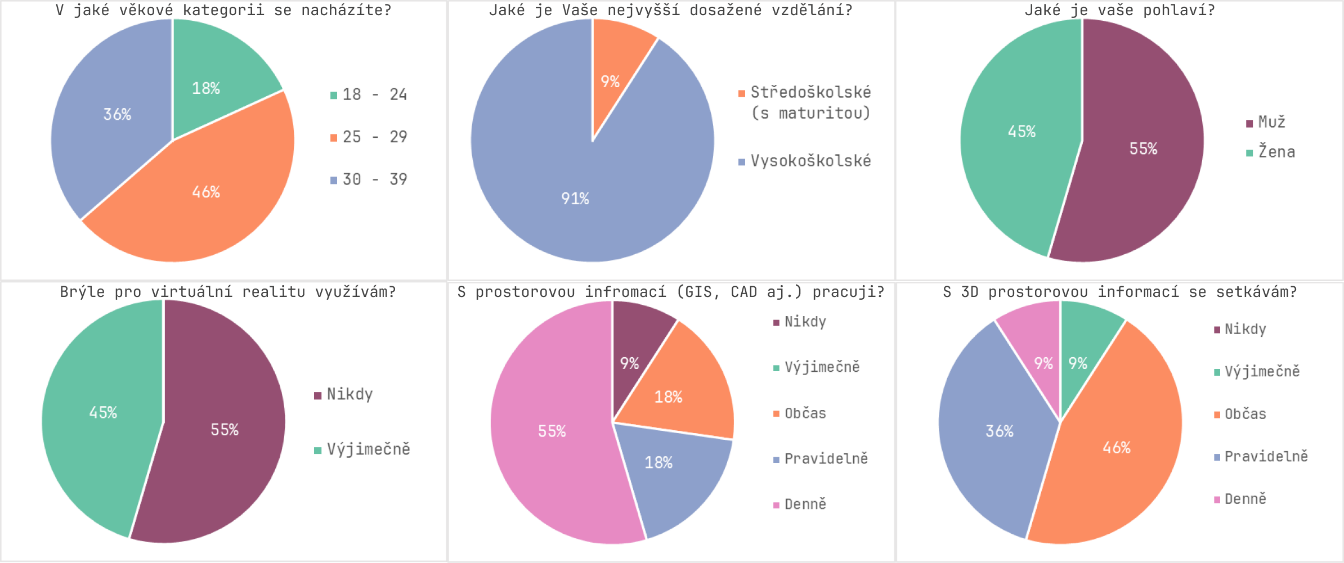 V jaké věkové kategorii se nacházíte?
18%
36%
46%
18 - 24
25 - 29
30 - 39
Jaké je Vaše nejvyšší dosažené vzdělání?
9%
91%
Středoškolské
(s maturitou)
Vysokoškolské
Jaké je vaše pohlaví?
45%
55%
Muž
Žena
Brýle pro virtuální realitu využívám?
45%
55%
Nikdy
Výjimečně
S prostorovou infromací (GIS, CAD aj.) pracuji?
9%
18%
55%
18%
Nikdy
Výjimečně
Občas
Pravidelně
Denně
S 3D prostorovou informací se setkávám?
9%
9%
36%
46%
Nikdy
Výjimečně
Občas
Pravidelně
Denně